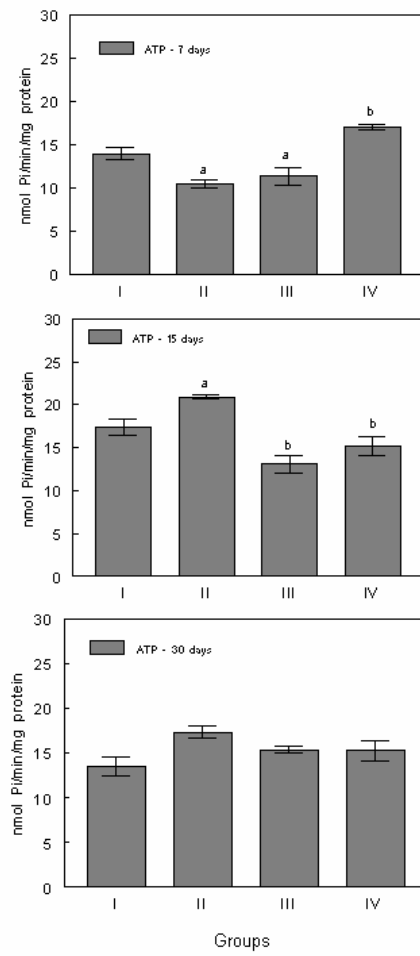 ATP - 7 days
nmol Pi/min/mg protein
30
25
20
15
10
5
0
a
a
b
I II III IV
ATP - 15 days
nmol Pi/min/mg protein
30
25
20
15
10
5
0
a
b
b
I II III IV
ATP - 30 days
nmol Pi/min/mg protein
30
25
20
15
10
5
0
I II III IV
Groups